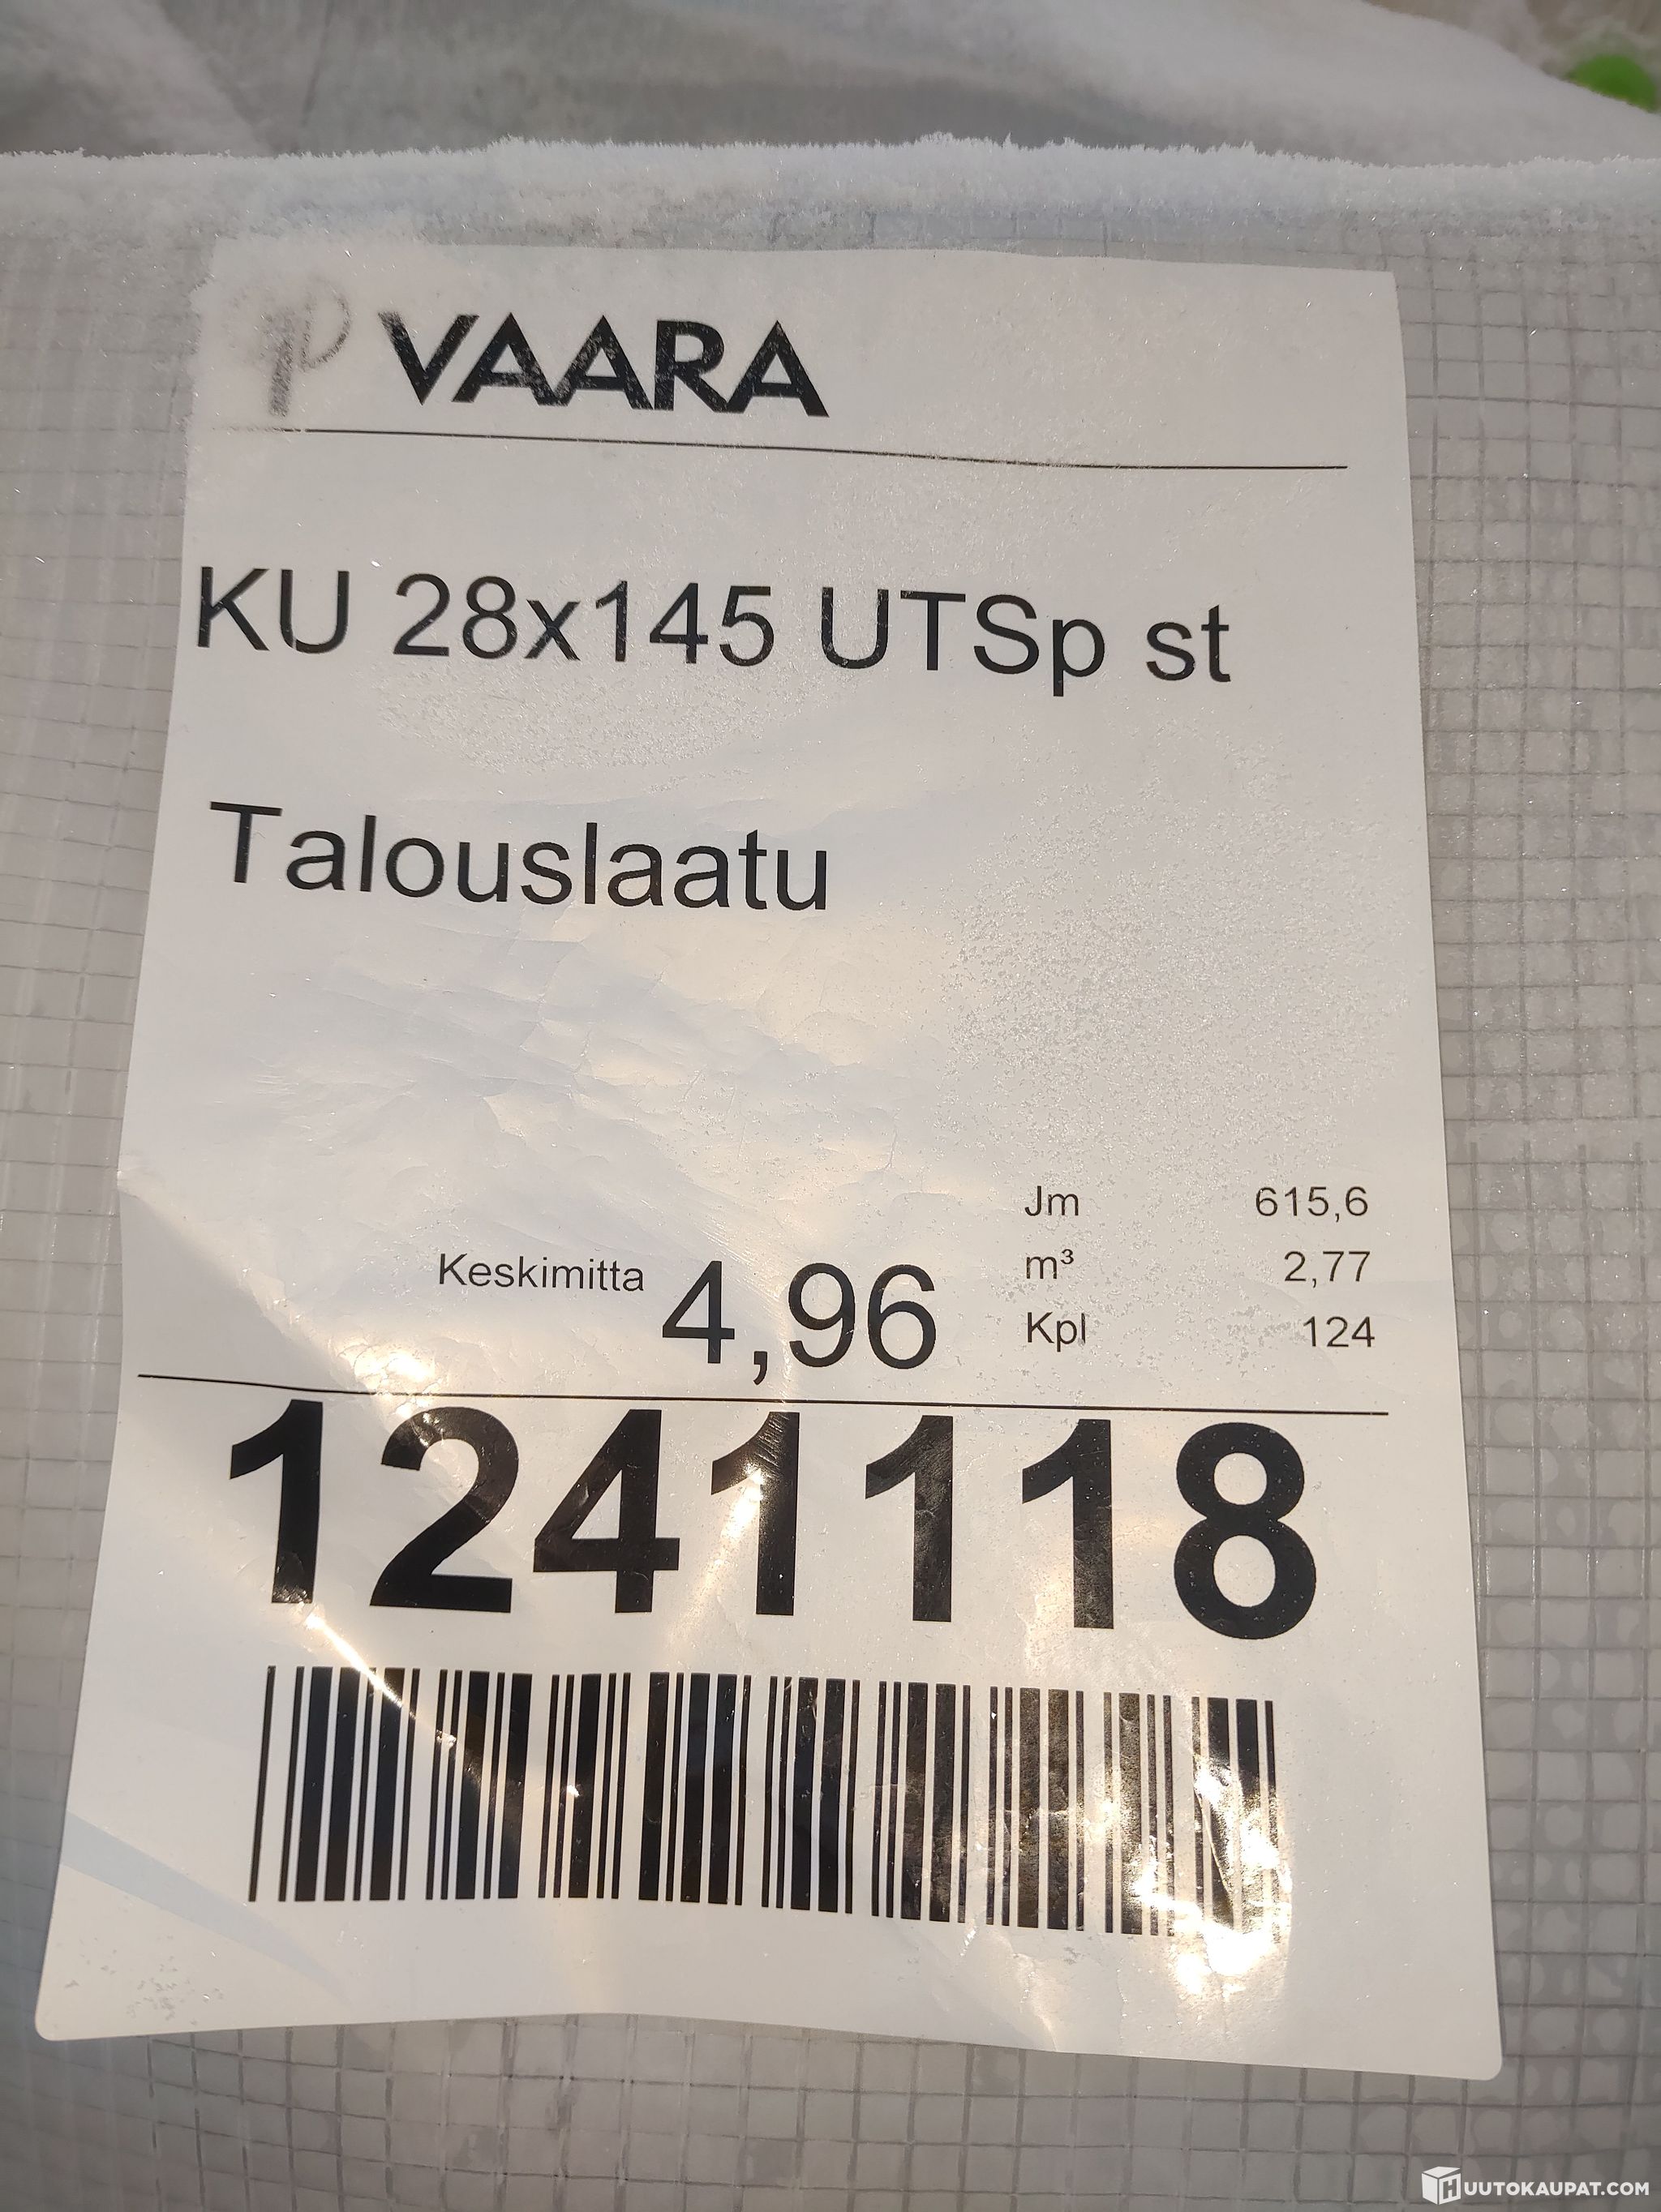 VAARA
KU 28x145 UTSp st
Talouslaatu
Jm 615,6
m³ 2,77
Keskimitta 4,96
Kpl 124
1241118
HUUTOKAUPAT.COM